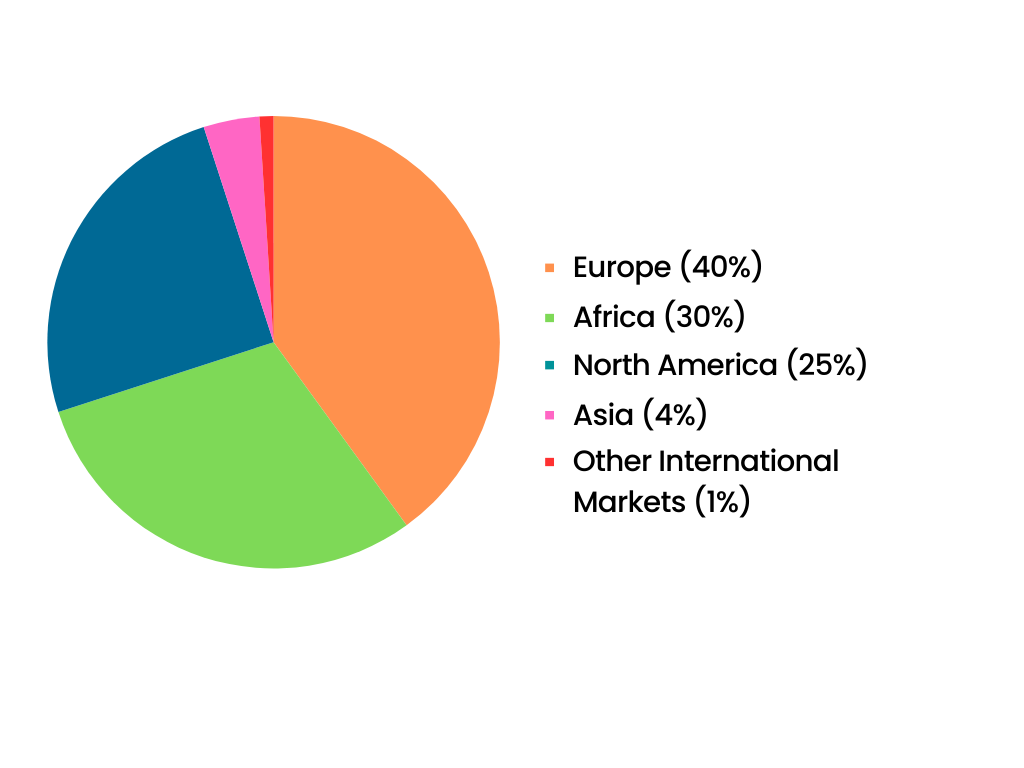 Europe (40%)
Africa (30%)
North America (25%)
Asia (4%)
Other International
Markets (1%)